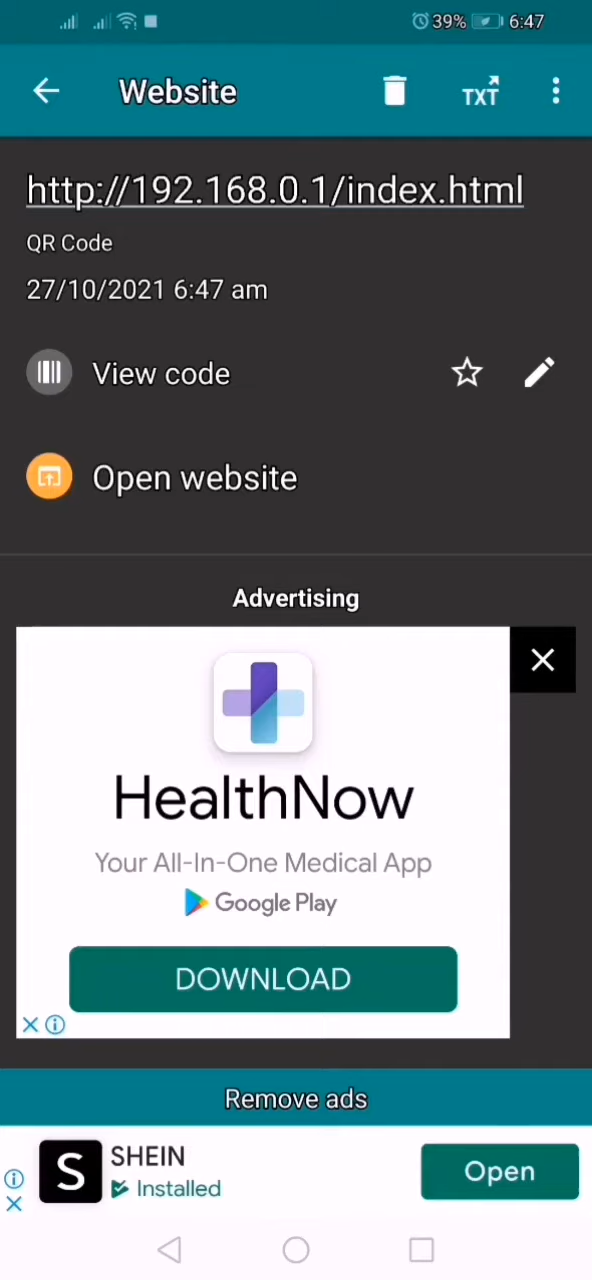 39% 6:47
Website
TXT
http://192.168.0.1/index.html
QR Code
27/10/2021 6:47 am
View code
Open website
Advertising
HealthNow
Your All-In-One Medical App
Google Play
DOWNLOAD
Remove ads
S
SHEIN
Installed
Open